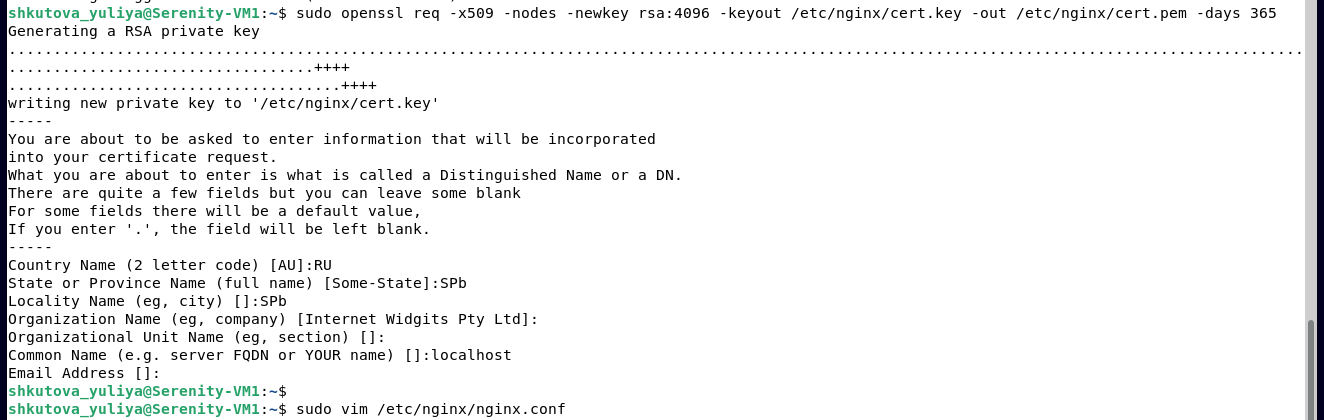 shkutova_yuliya@Serenity-VM1:~$ sudo openssl req -x509 -nodes -newkey rsa:4096 -keyout /etc/nginx/cert.key -out /etc/nginx/cert.pem -days 365
Generating a RSA private key
................................................................................................................................................
..................................++++
.....................................++++
writing new private key to '/etc/nginx/cert.key'
-----
You are about to be asked to enter information that will be incorporated
into your certificate request.
What you are about to enter is what is called a Distinguished Name or a DN.
There are quite a few fields but you can leave some blank
For some fields there will be a default value,
If you enter '.', the field will be left blank.
-----
Country Name (2 letter code) [AU]:RU
State or Province Name (full name) [Some-State]:SPb
Locality Name (eg, city) []:SPb
Organization Name (eg, company) [Internet Widgits Pty Ltd]:
Organizational Unit Name (eg, section) []:
Common Name (e.g. server FQDN or YOUR name) []:localhost
Email Address []:
shkutova_yuliya@Serenity-VM1:~$
shkutova_yuliya@Serenity-VM1:~$ sudo vim /etc/nginx/nginx.conf